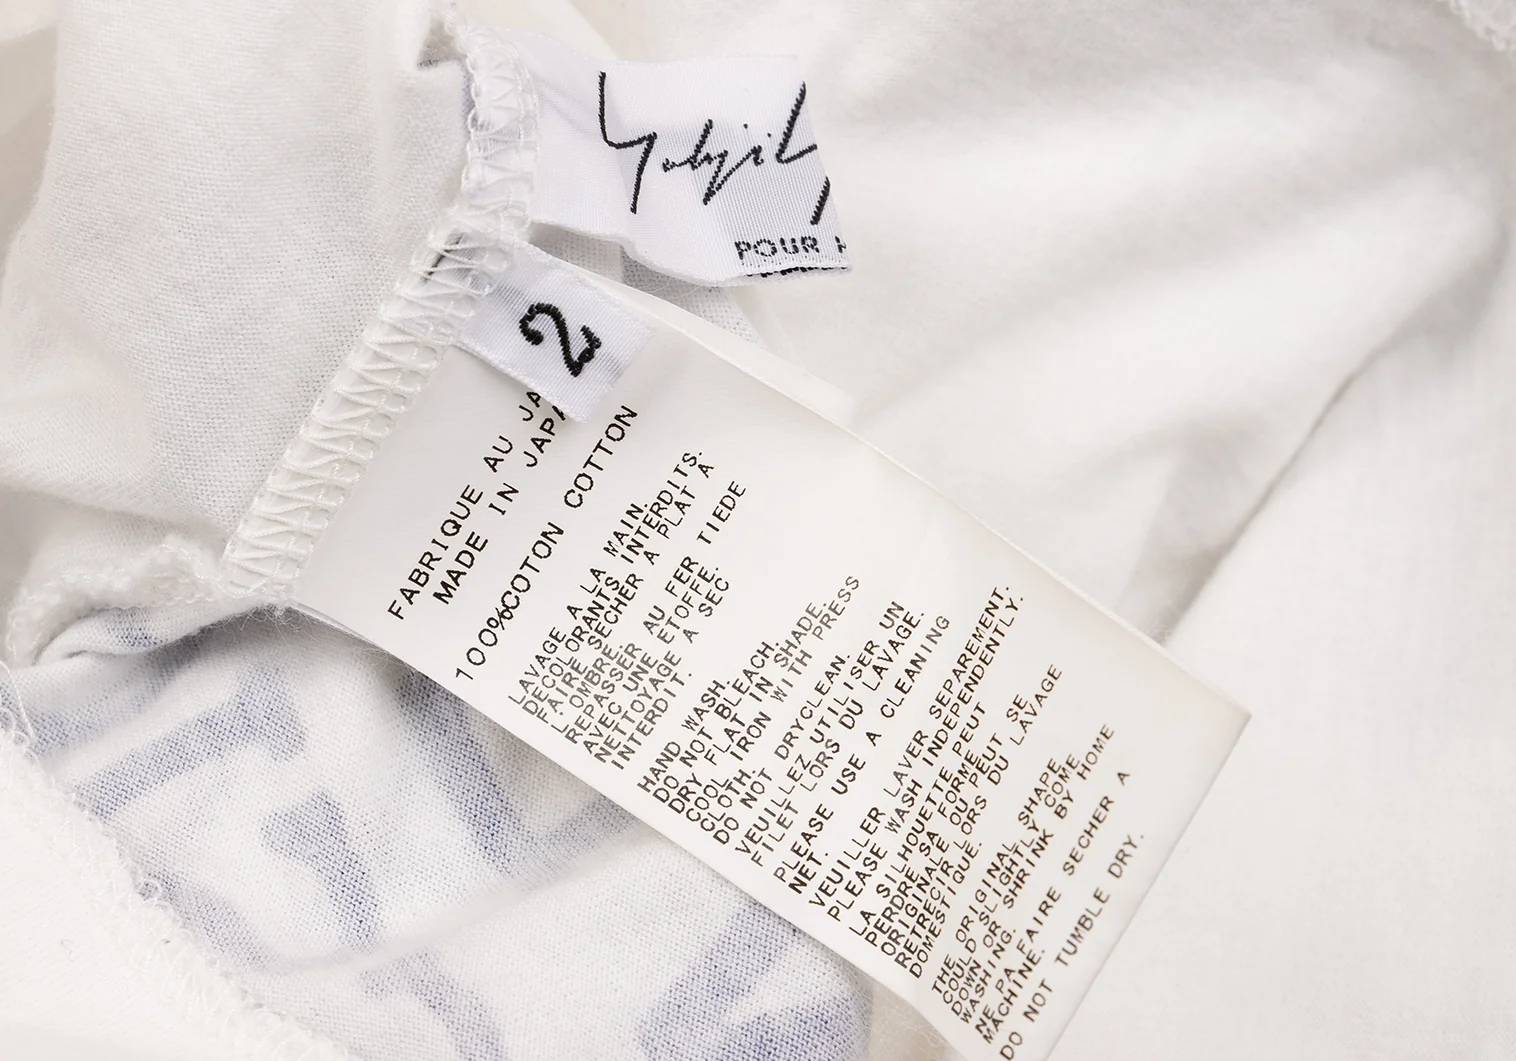 Yohji Y
POUR H
2
FABRIQUE AU JA
MADE IN JAPA
100%COTON COTTON
LAVAGE A LA MAIN.
DECOLORANTS INTERDITS.
FAIRE SECHER A PLAT A
L'OMBRE.
REPASSER AU FER TIEDE
AVEC UNE ETOFFE.
NETTOYAGE A SEC
INTERDIT.
HAND WASH.
DO NOT BLEACH.
DRY FLAT IN SHADE.
COOL IRON WITH PRESS
CLOTH.
DO NOT DRYCLEAN.
VEUILLEZ UTILISER UN
FILET LORS DU LAVAGE.
PLEASE USE A CLEANING
NET.
VEUILLER LAVER SEPAREMENT.
PLEASE WASH INDEPENDENTLY.
LA SILHOUETTE PEUT SE
PERDRE SA FORME
ORIGINALE OU PEUT SE
RETRECIR LORS DU LAVAGE
DOMESTIQUE.
THE ORIGINAL SHAPE
COULD SLIGHTLY COME
DOWN OR SHRINK BY HOME
WASHING.
NE PA FAIRE SECHER A
MACHINE.
DO NOT TUMBLE DRY.